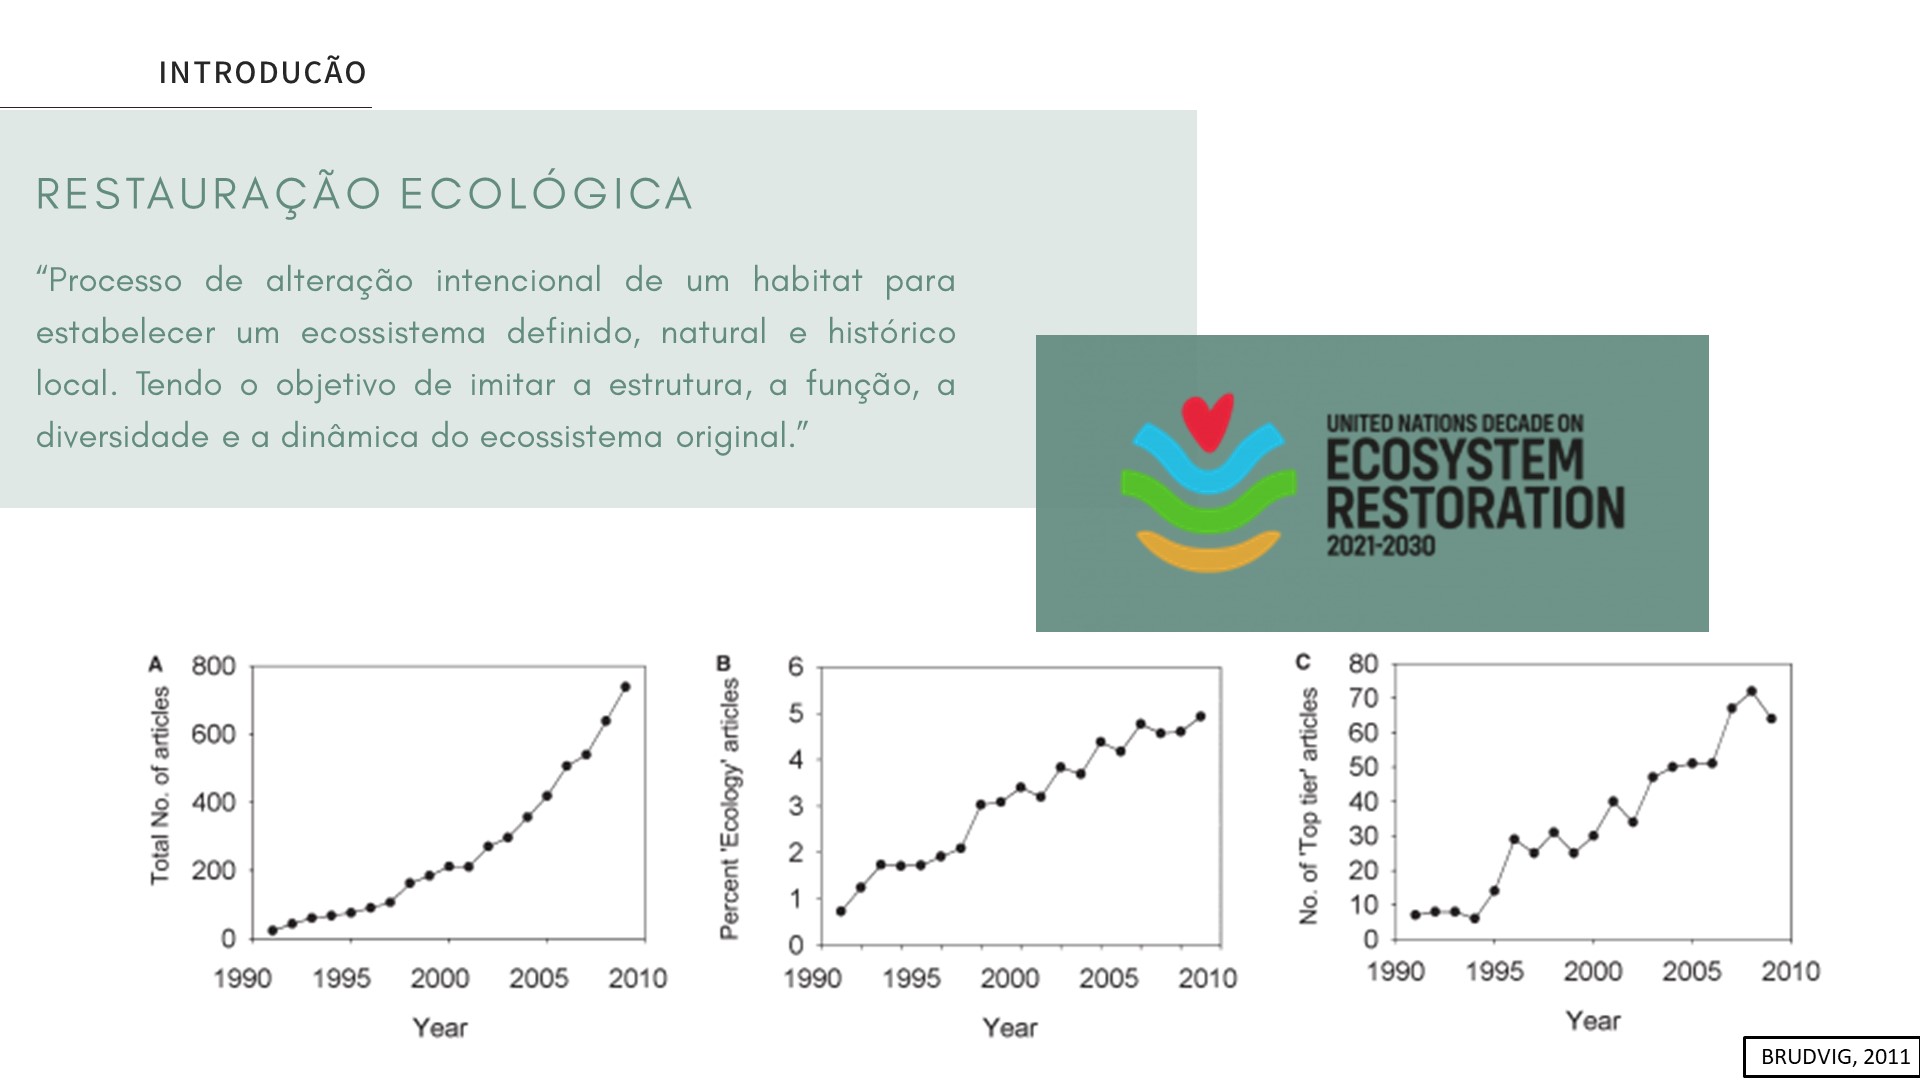 INTRODUCÃO
RESTAURAÇÃO ECOLÓGICA
“Processo de alteração intencional de um habitat para
estabelecer um ecossistema definido, natural e histórico
local. Tendo o objetivo de imitar a estrutura, a função, a
diversidade e a dinâmica do ecossistema original.”
UNITED NATIONS DECADE ON
ECOSYSTEM
RESTORATION
2021-2030
A
Total No. of articles
800
600
400
200
0
1990 1995 2000 2005 2010
Year
B
Percent 'Ecology' articles
6
5
4
3
2
1
0
1990 1995 2000 2005 2010
Year
C
No. of 'Top tier' articles
80
70
60
50
40
30
20
10
0
1990 1995 2000 2005 2010
Year
BRUDVIG, 2011